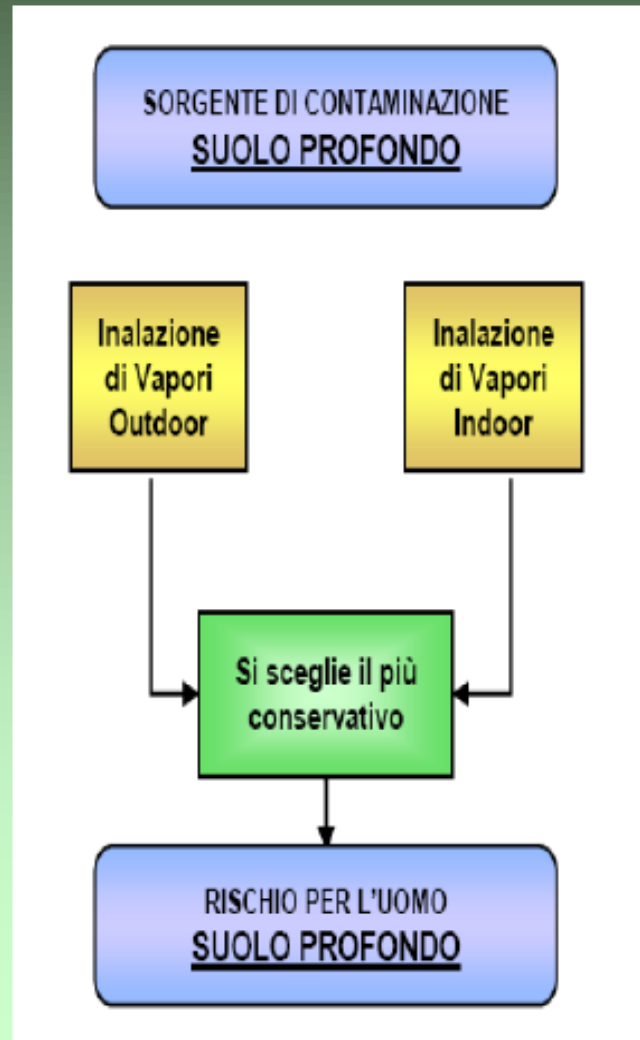 SORGENTE DI CONTAMINAZIONE
SUOLO PROFONDO
Inalazione
di Vapori
Outdoor
Inalazione
di Vapori
Indoor
Si sceglie il più
conservativo
RISCHIO PER L'UOMO
SUOLO PROFONDO